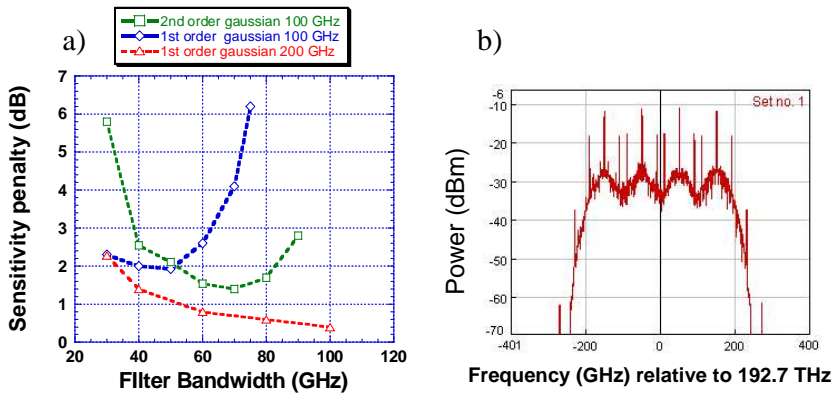 a)
2nd order gaussian 100 GHz
1st order gaussian 100 GHz
1st order gaussian 200 GHz
7
6
5
4
3
2
1
0
20
40
60
80
100
120
Sensitivity penalty (dB)
FIlter Bandwidth (GHz)
b)
Set no. 1
-6
-10
-20
-30
-40
-50
-60
-70
-401
-200
0
200
401
Power (dBm)
Frequency (GHz) relative to 192.7 THz